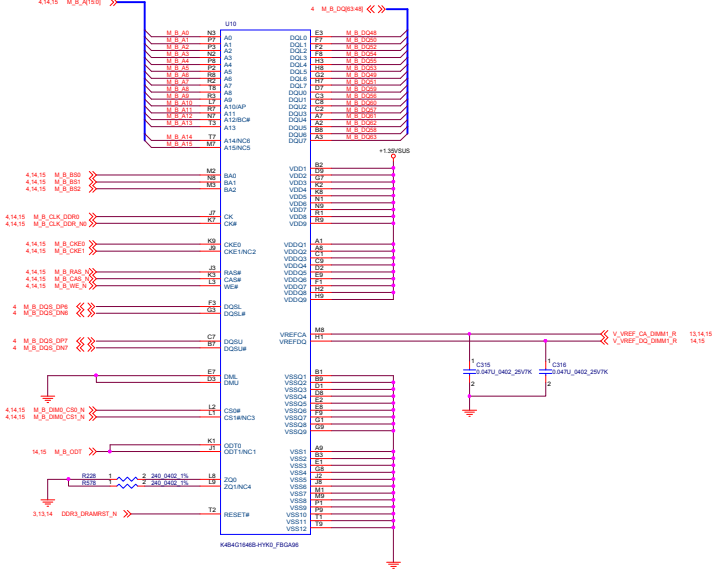 4,14,15 M_B_A[15:0]
4 M_B_DQ[63:48]
U10
M_B_A0 N3 A0 DQL0 E3 M_B_DQ48
M_B_A1 P7 A1 DQL1 F7 M_B_DQ50
M_B_A2 P3 A2 DQL2 F2 M_B_DQ52
M_B_A3 N2 A3 DQL3 F8 M_B_DQ54
M_B_A4 P8 A4 DQL4 H3 M_B_DQ55
M_B_A5 P2 A5 DQL5 H8 M_B_DQ53
M_B_A6 R8 A6 DQL6 G2 M_B_DQ49
M_B_A7 R2 A7 DQL7 H7 M_B_DQ51
M_B_A8 T8 A8 DQU0 D7 M_B_DQ59
M_B_A9 R3 A9 DQU1 C3 M_B_DQ56
M_B_A10 L7 A10/AP DQU2 C8 M_B_DQ60
M_B_A11 R7 A11 DQU3 C2 M_B_DQ57
M_B_A12 N7 A12/BC# DQU4 A7 M_B_DQ61
M_B_A13 T3 A13 DQU5 A2 M_B_DQ62
DQU6 B8 M_B_DQ58
M_B_A14 T7 A14/NC6 DQU7 A3 M_B_DQ63
M_B_A15 M7 A15/NC5
+1.35VSUS
4,14,15 M_B_BS0 M2 BA0 VDD1 B2
4,14,15 M_B_BS1 N8 BA1 VDD2 D9
4,14,15 M_B_BS2 M3 BA2 VDD3 G7
VDD4 K2
VDD5 K8
VDD6 N1
VDD7 N9
VDD8 R1
VDD9 R9
4,14,15 M_B_CLK_DDR0 J7 CK
4,14,15 M_B_CLK_DDR_N0 K7 CK#
4,14,15 M_B_CKE0 K9 CKE0 VDDQ1 A1
4,14,15 M_B_CKE1 J9 CKE1/NC2 VDDQ2 A8
VDDQ3 C1
VDDQ4 C9
4,14,15 M_B_RAS_N J3 RAS# VDDQ5 D2
4,14,15 M_B_CAS_N K3 CAS# VDDQ6 E9
4,14,15 M_B_WE_N L3 WE# VDDQ7 F1
VDDQ8 H2
VDDQ9 H9
4 M_B_DQS_DP6 F3 DQSL
4 M_B_DQS_DN6 G3 DQSL#
4 M_B_DQS_DP7 C7 DQSU VREFCA M8 V_VREF_CA_DIMM1_R 13,14,15
4 M_B_DQS_DN7 B7 DQSU# VREFDQ H1 V_VREF_DQ_DIMM1_R 14,15
1 C315 0.047U_0402_25V7K 2
1 C316 0.047U_0402_25V7K 2
E7 DML VSSQ1 B1
D3 DMU VSSQ2 B9
VSSQ3 D1
VSSQ4 D8
VSSQ5 E2
VSSQ6 E8
VSSQ7 F9
VSSQ8 G1
VSSQ9 G9
4,14,15 M_B_DIM0_CS0_N L2 CS0#
4,14,15 M_B_DIM0_CS1_N L1 CS1#/NC3
K1 ODT0
14,15 M_B_ODT J1 ODT1/NC1
VSS1 A9
VSS2 B3
VSS3 E1
VSS4 G8
VSS5 J2
VSS6 J8
VSS7 M1
VSS8 M9
VSS9 P1
VSS10 P9
VSS11 T1
VSS12 T9
R228 1 2 240_0402_1% L8 ZQ0
R578 1 2 240_0402_1% L9 ZQ1/NC4
3,13,14 DDR3_DRAMRST_N T2 RESET#
K4B4G1646B-HYK0_FBGA96